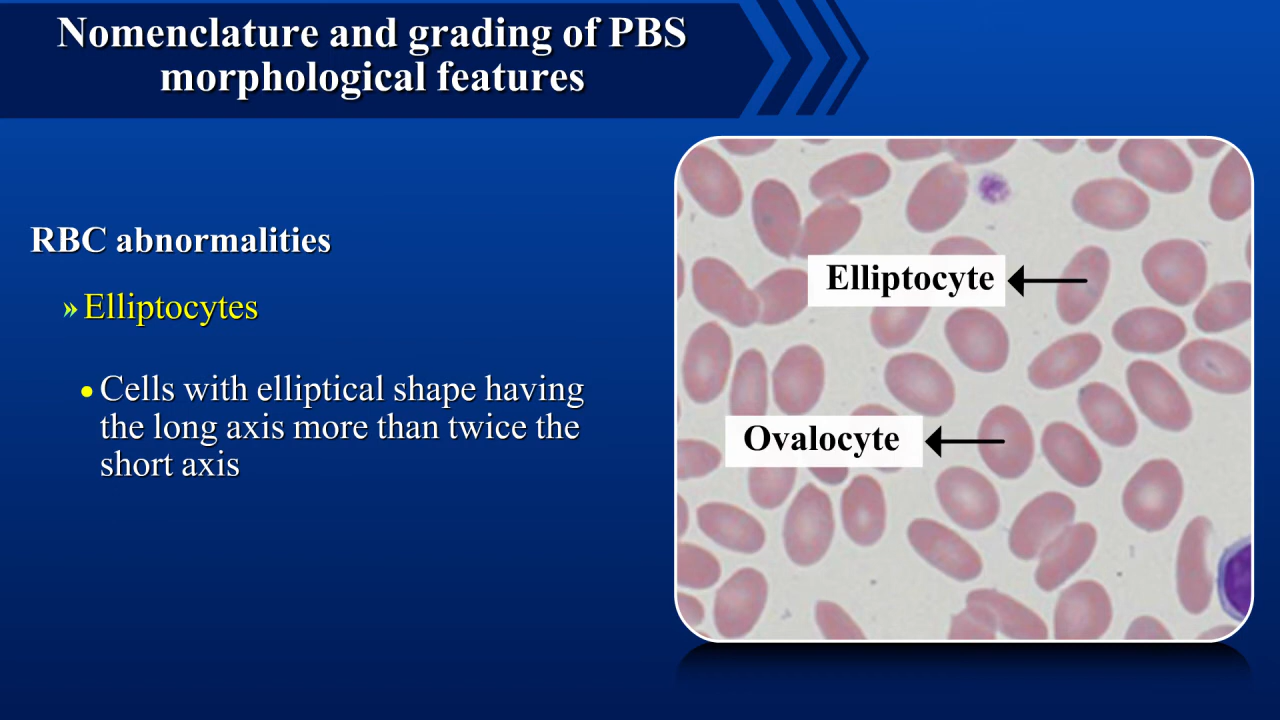 Nomenclature and grading of PBS
morphological features
RBC abnormalities
» Elliptocytes
• Cells with elliptical shape having
the long axis more than twice the
short axis
Elliptocyte
Ovalocyte